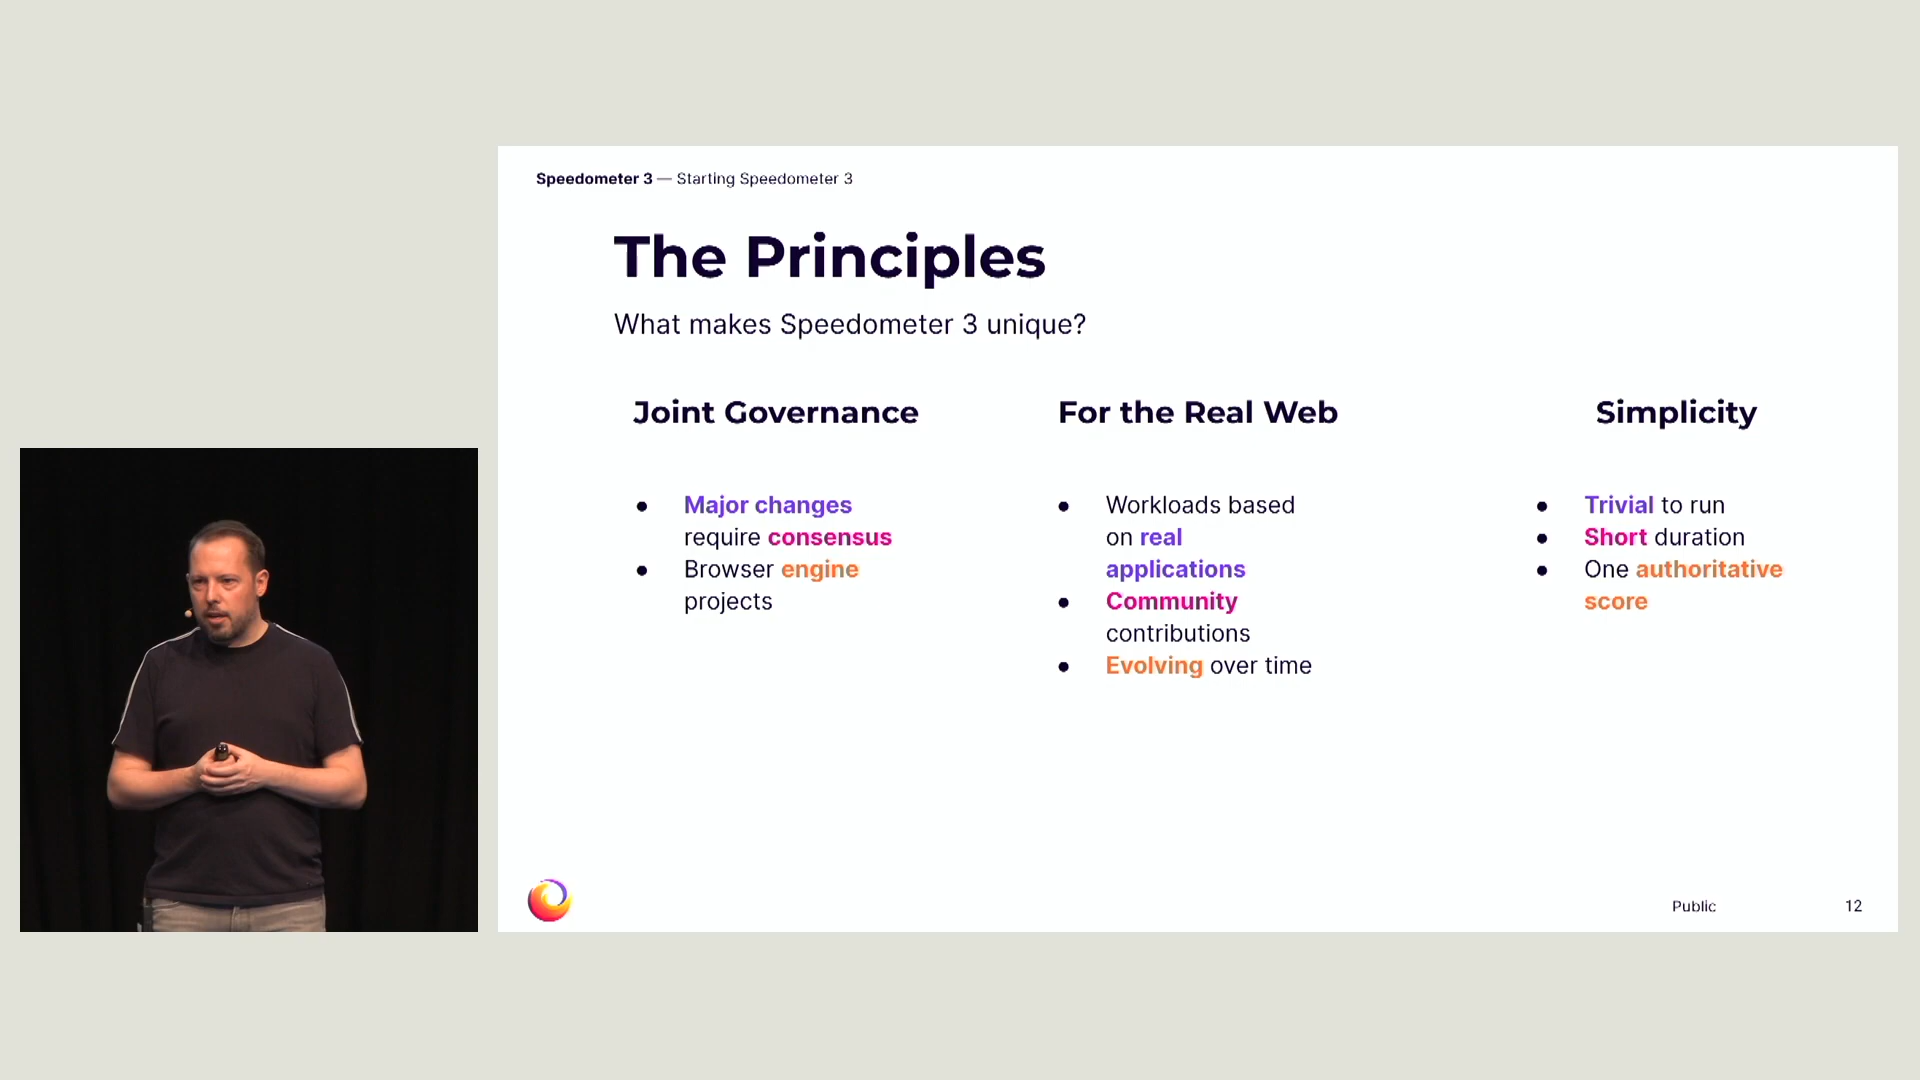 Speedometer 3 — Starting Speedometer 3
The Principles
What makes Speedometer 3 unique?
Joint Governance
● Major changes
require consensus
● Browser engine
projects
For the Real Web
● Workloads based
on real
applications
● Community
contributions
● Evolving over time
Simplicity
● Trivial to run
● Short duration
● One authoritative
score
Public
12